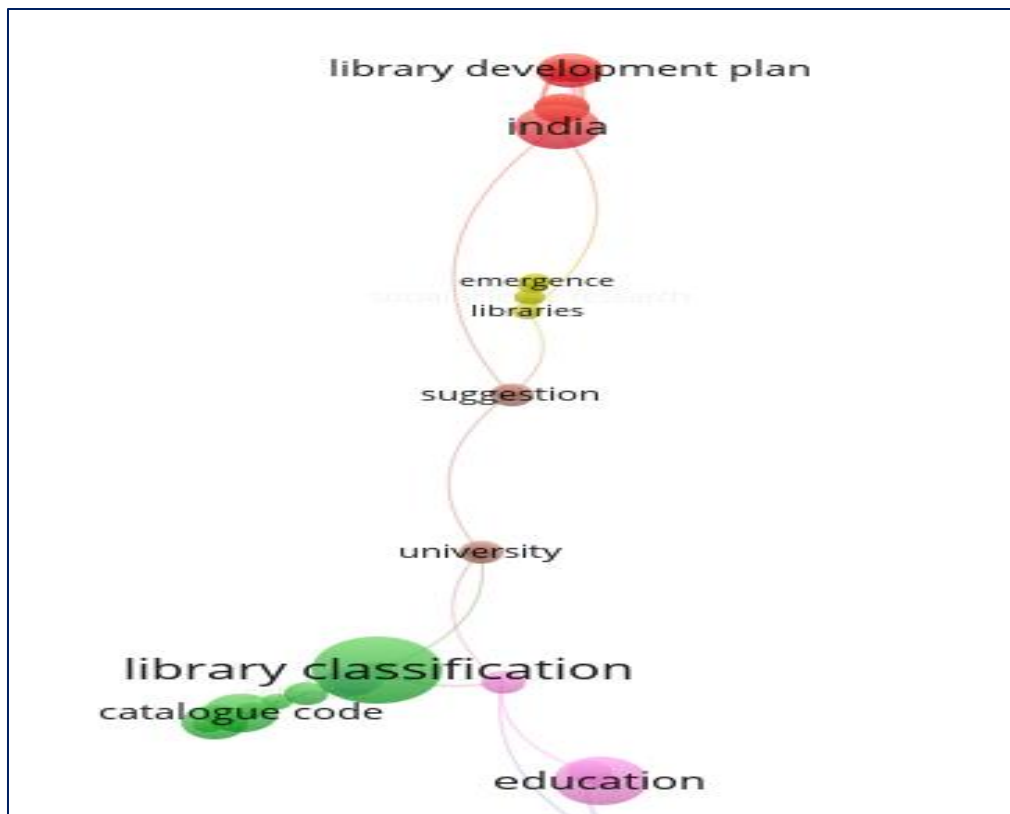 library development plan
india
emergence
libraries
suggestion
university
library classification
catalogue code
education